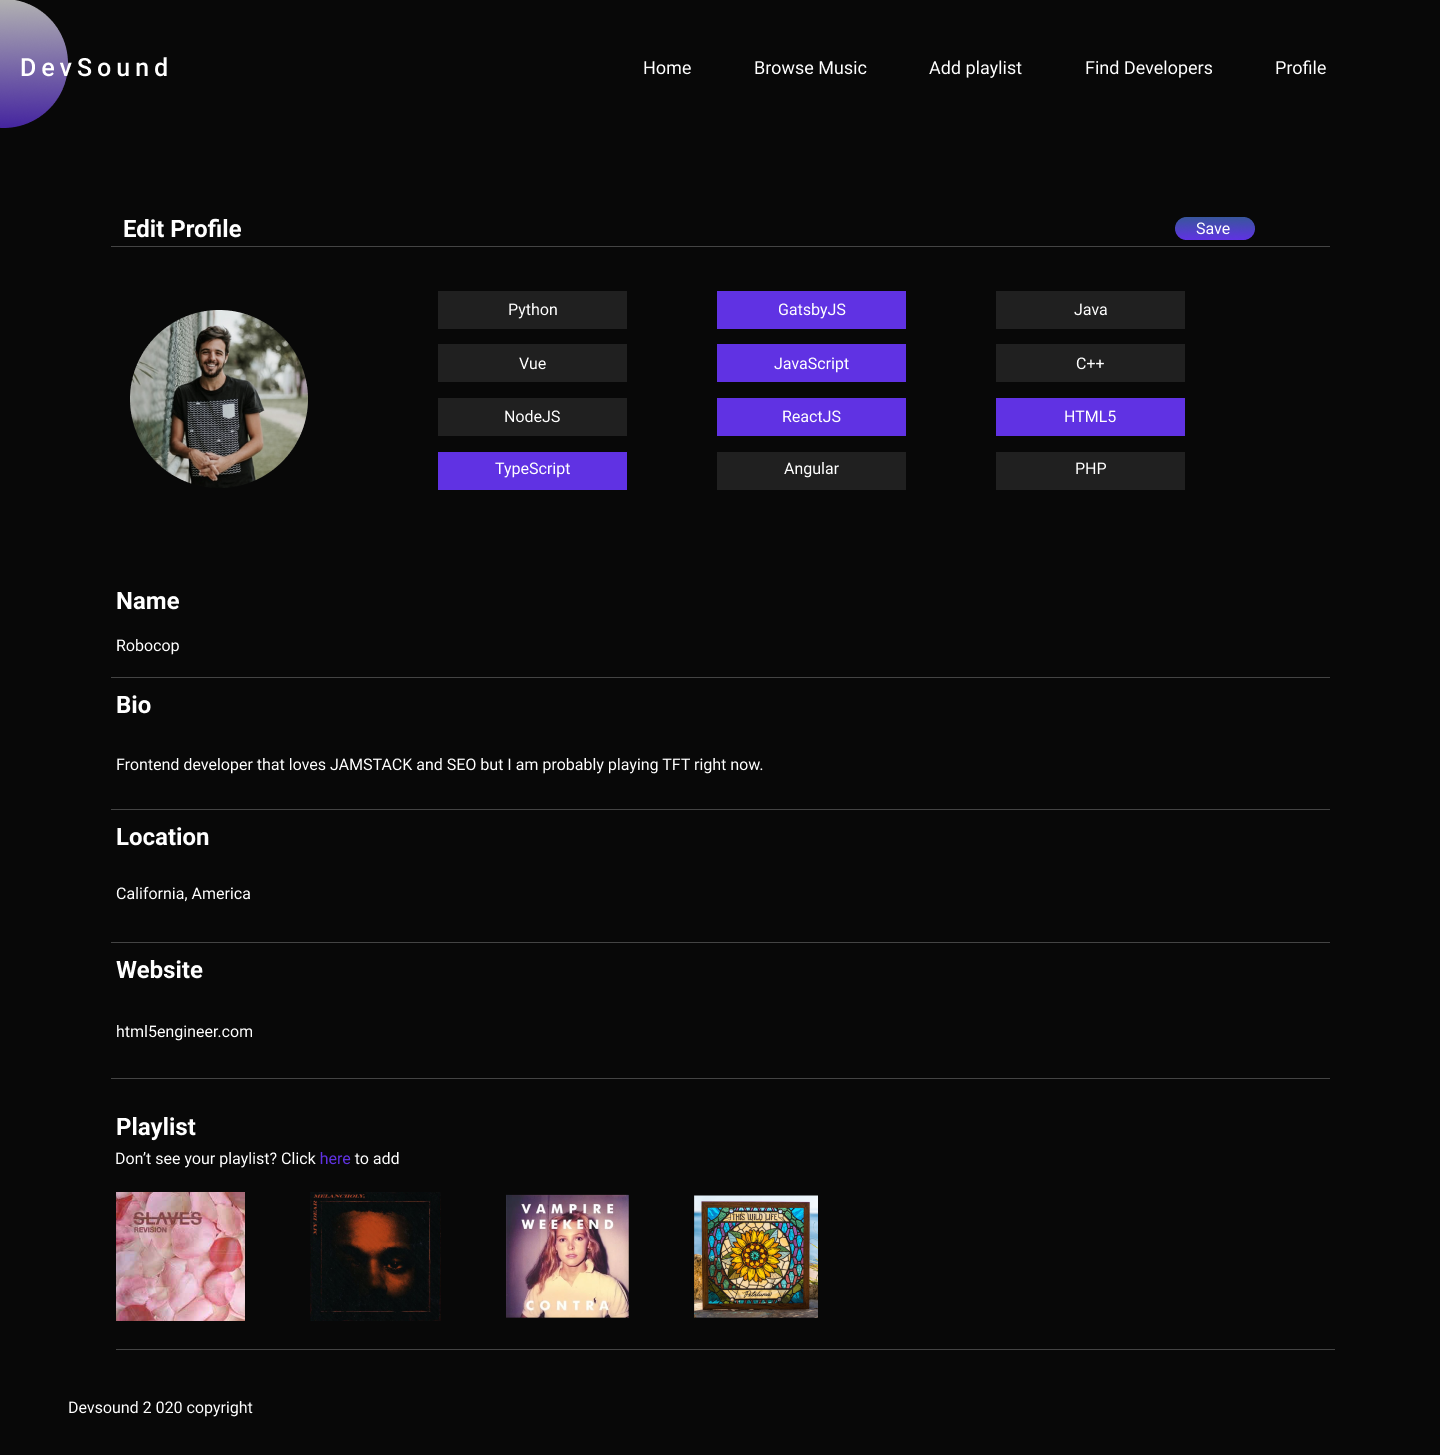 DevSound
Home Browse Music Add playlist Find Developers Profile
Edit Profile Save
Python GatsbyJS Java
Vue JavaScript C++
NodeJS ReactJS HTML5
TypeScript Angular PHP
Name
Robocop
Bio
Frontend developer that loves JAMSTACK and SEO but I am probably playing TFT right now.
Location
California, America
Website
html5engineer.com
Playlist
Don’t see your playlist? Click here to add
SLAVES
REVISION
MY DEAR
MELANCHOLY,
VAMPIRE
WEEKEND
CONTRA
THIS WILD LIFE
Petaluma
Devsound 2 020 copyright